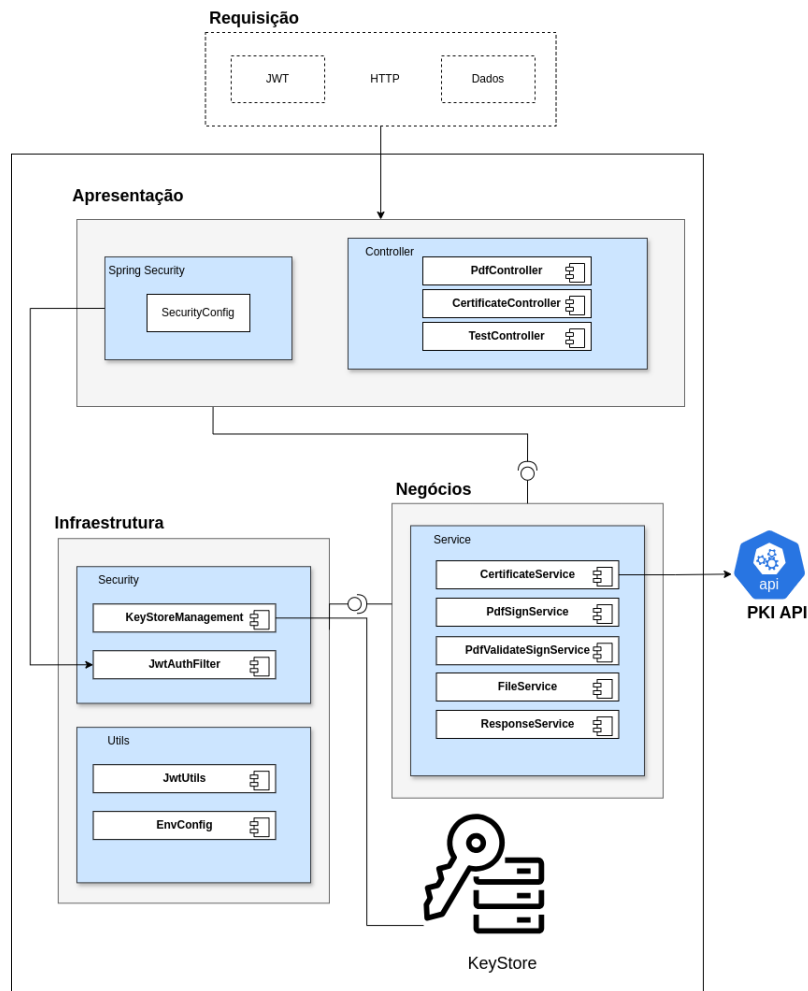 Requisição
JWT
HTTP
Dados
Apresentação
Spring Security
SecurityConfig
Controller
PdfController
CertificateController
TestController
Negócios
Service
CertificateService
PdfSignService
PdfValidateSignService
FileService
ResponseService
api
PKI API
Infraestrutura
Security
KeyStoreManagement
JwtAuthFilter
Utils
JwtUtils
EnvConfig
KeyStore